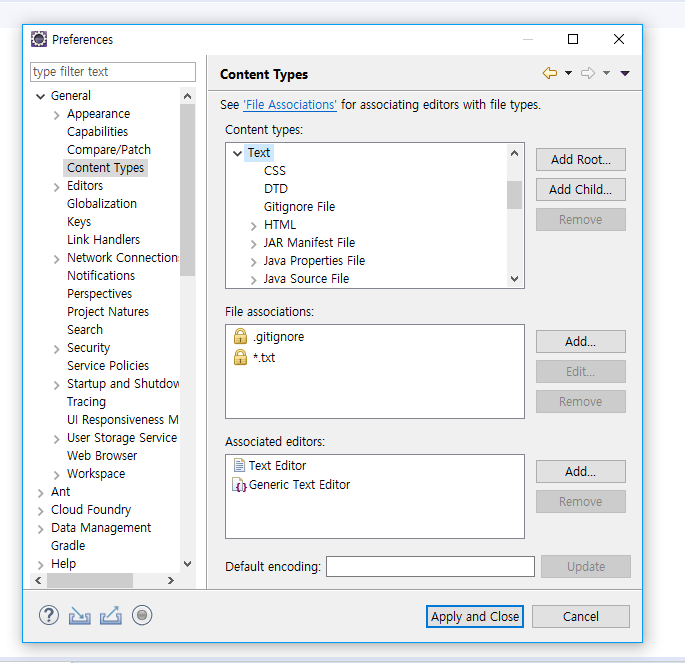 Preferences
type filter text
General
Appearance
Capabilities
Compare/Patch
Content Types
Editors
Globalization
Keys
Link Handlers
Network Connection
Notifications
Perspectives
Project Natures
Search
Security
Service Policies
Startup and Shutdow
Tracing
UI Responsiveness M
User Storage Service
Web Browser
Workspace
Ant
Cloud Foundry
Data Management
Gradle
Help
Content Types
See 'File Associations' for associating editors with file types.
Content types:
Text
CSS
DTD
Gitignore File
HTML
JAR Manifest File
Java Properties File
Java Source File
Add Root...
Add Child...
Remove
File associations:
.gitignore
*.txt
Add...
Edit...
Remove
Associated editors:
Text Editor
Generic Text Editor
Add...
Remove
Default encoding:
Update
Apply and Close
Cancel